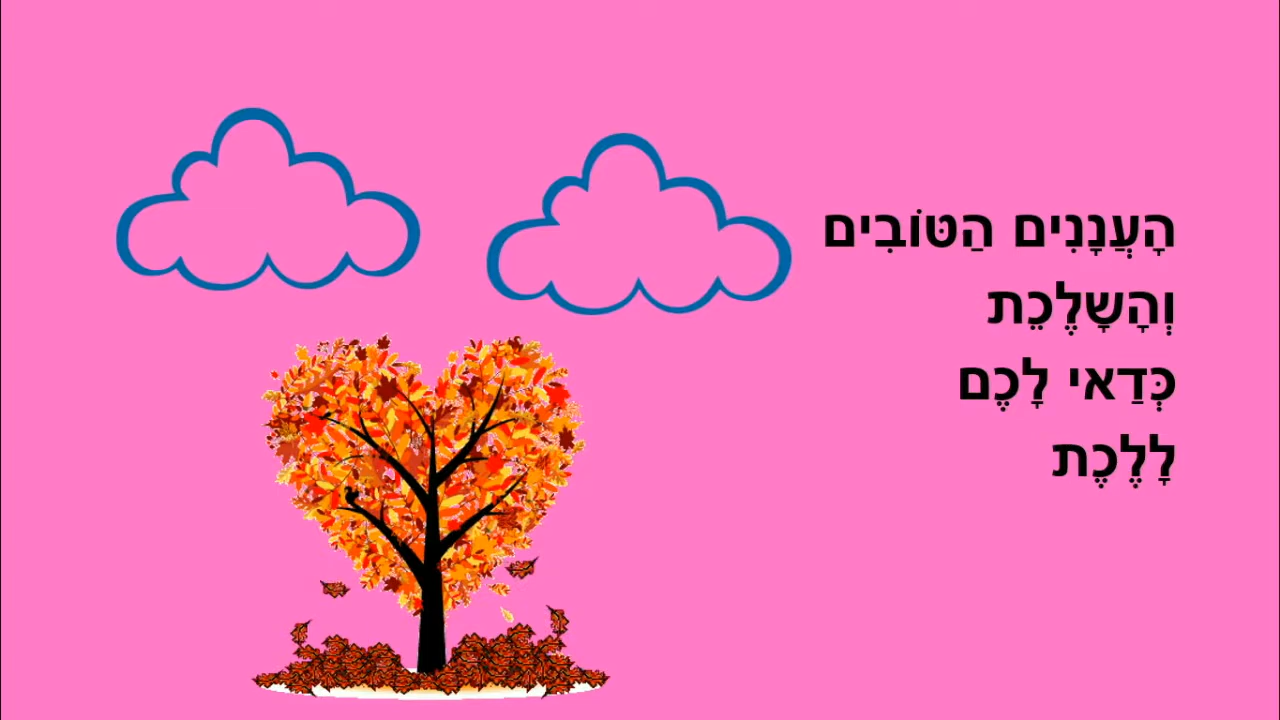 הָעֲנָנִים הַטּוֹבִים
וְהָשָלֶכֵת
כְּדַאי לָכֶם
לָלֶכֶת